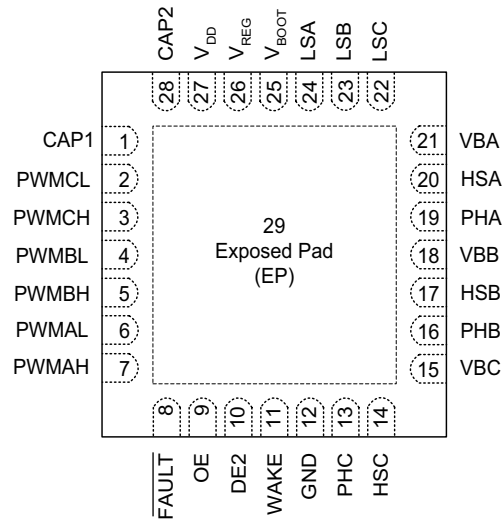 CAP2
VDD
VREG
VBOOT
LSA
LSB
LSC
28
27
26
25
24
23
22
CAP1 1
PWMCL 2
PWMCH 3
PWMBL 4
PWMBH 5
PWMAL 6
PWMAH 7
29
Exposed Pad
(EP)
21 VBA
20 HSA
19 PHA
18 VBB
17 HSB
16 PHB
15 VBC
8
9
10
11
12
13
14
FAULT
OE
DE2
WAKE
GND
PHC
HSC